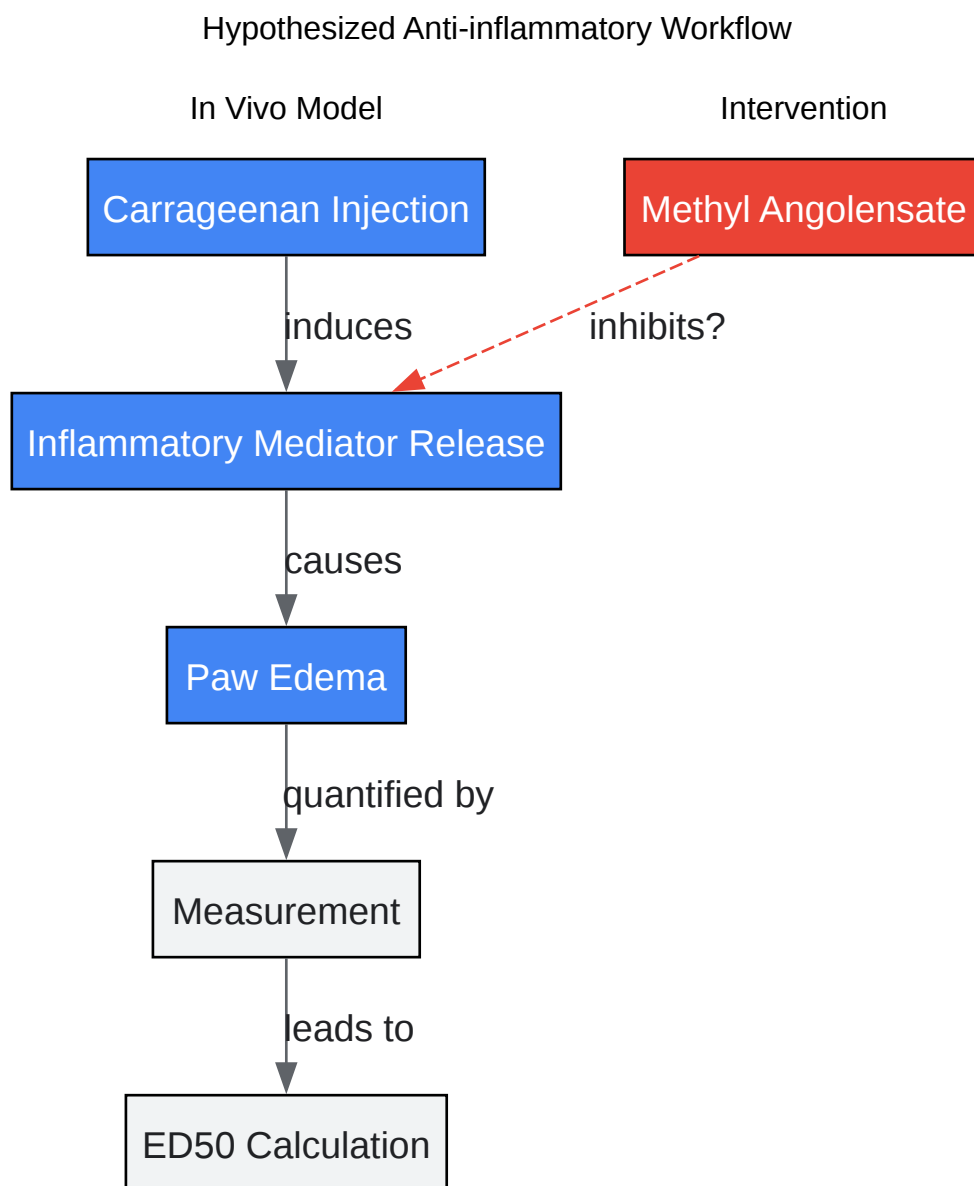 Hypothesized Anti-inflammatory Workflow
In Vivo Model
Intervention
Carrageenan Injection
Methyl Angolensate
induces
inhibits?
Inflammatory Mediator Release
causes
Paw Edema
quantified by
Measurement
leads to
ED50 Calculation